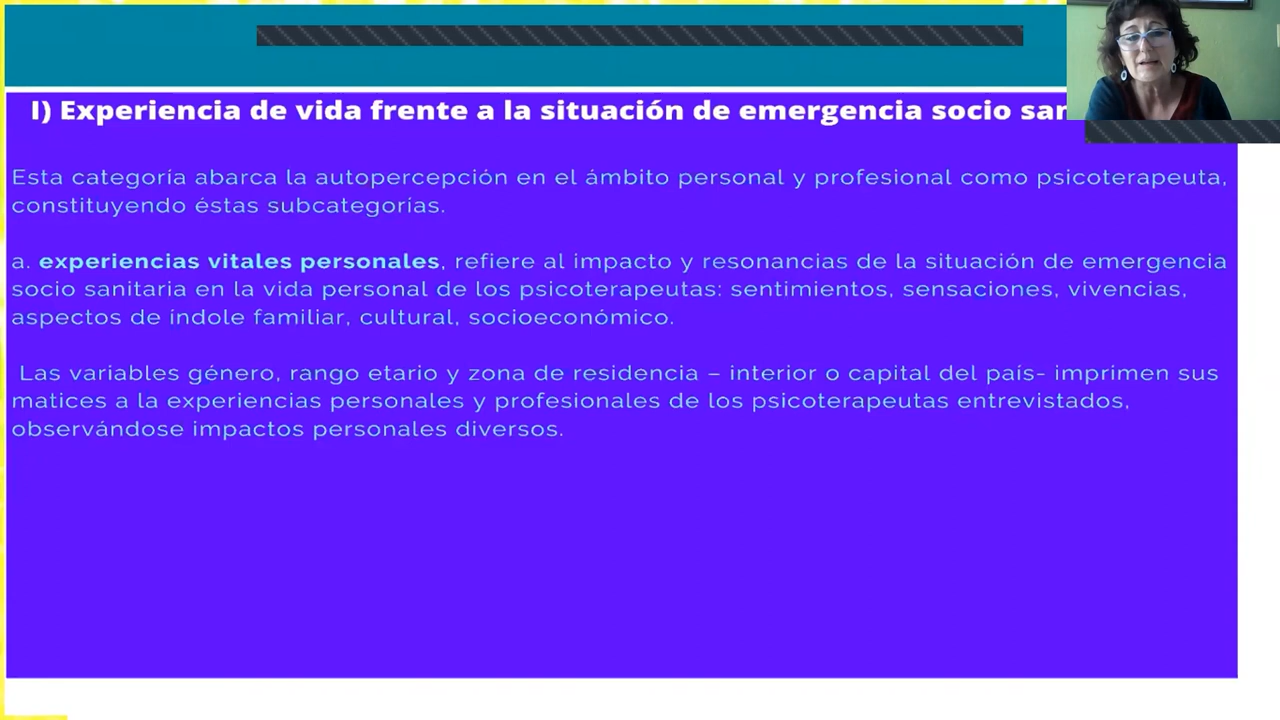 I) Experiencia de vida frente a la situación de emergencia socio
Esta categoría abarca la autopercepción en el ámbito personal y profesional como psicoterapeuta,
constituyendo éstas subcategorías.
a. experiencias vitales personales, refiere al impacto y resonancias de la situación de emergencia
socio sanitaria en la vida personal de los psicoterapeutas: sentimientos, sensaciones, vivencias,
aspectos de índole familiar, cultural, socioeconómico.
Las variables género, rango etario y zona de residencia – interior o capital del país- imprimen sus
matices a la experiencias personales y profesionales de los psicoterapeutas entrevistados,
observándose impactos personales diversos.